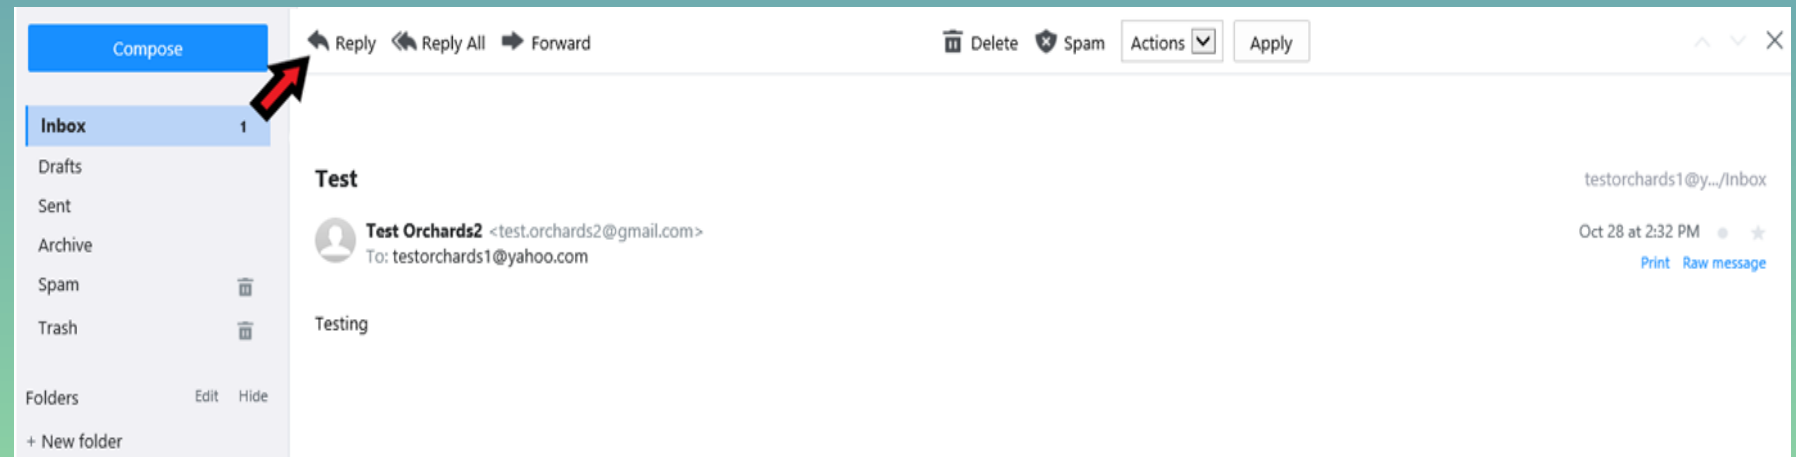 Compose
Reply Reply All Forward Delete Spam Actions Apply
Inbox 1
Drafts
Sent
Archive
Spam
Trash
Folders Edit Hide
+ New folder
Test testorchards1@y.../Inbox
Test Orchards2 <test.orchards2@gmail.com> Oct 28 at 2:32 PM
To: testorchards1@yahoo.com Print Raw message
Testing